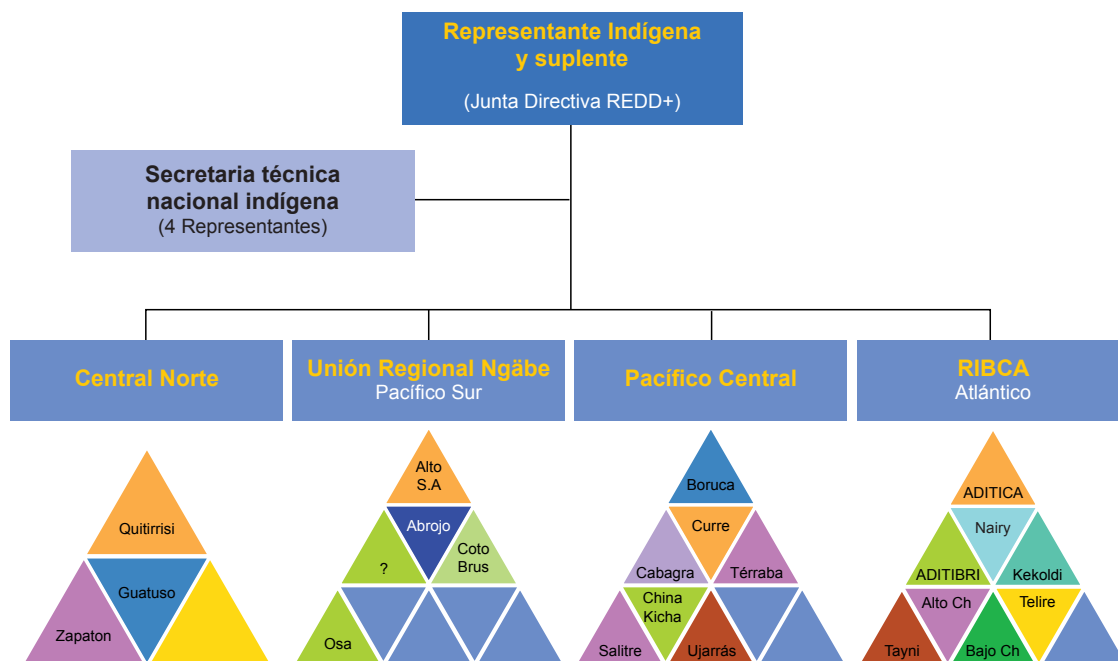 Representante Indígena
y suplente
(Junta Directiva REDD+)
Secretaria técnica
nacional indígena
(4 Representantes)
Central Norte
Unión Regional Ngäbe
Pacífico Sur
Pacífico Central
RIBCA
Atlántico
Quitirrisi
Guatuso
Zapaton
Alto
S.A
Abrojo
?
Coto
Brus
Osa
Boruca
Curre
Cabagra
Térraba
China
Kicha
Salitre
Ujarrás
ADITICA
Nairy
ADITIBRI
Kekoldi
Alto Ch
Telire
Tayni
Bajo Ch